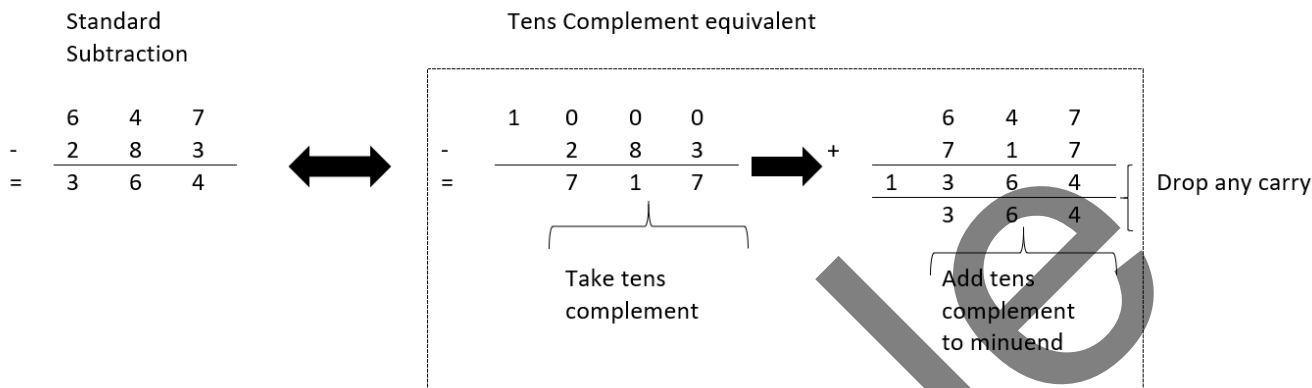 Standard
Subtraction
Tens Complement equivalent
6 4 7
- 2 8 3
= 3 6 4
1 0 0 0
- 2 8 3
= 7 1 7
Take tens
complement
6 4 7
+ 7 1 7
1 3 6 4
3 6 4
Drop any carry
Add tens
complement
to minuend
le